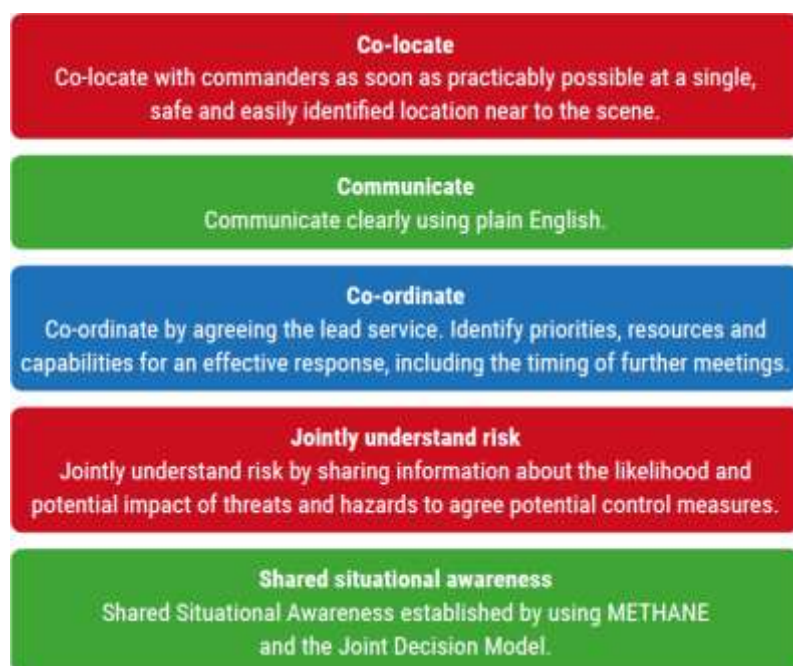 Co-locate
Co-locate with commanders as soon as practicably possible at a single,
safe and easily identified location near to the scene.
Communicate
Communicate clearly using plain English.
Co-ordinate
Co-ordinate by agreeing the lead service. Identify priorities, resources and
capabilities for an effective response, including the timing of further meetings.
Jointly understand risk
Jointly understand risk by sharing information about the likelihood and
potential impact of threats and hazards to agree potential control measures.
Shared situational awareness
Shared Situational Awareness established by using METHANE
and the Joint Decision Model.